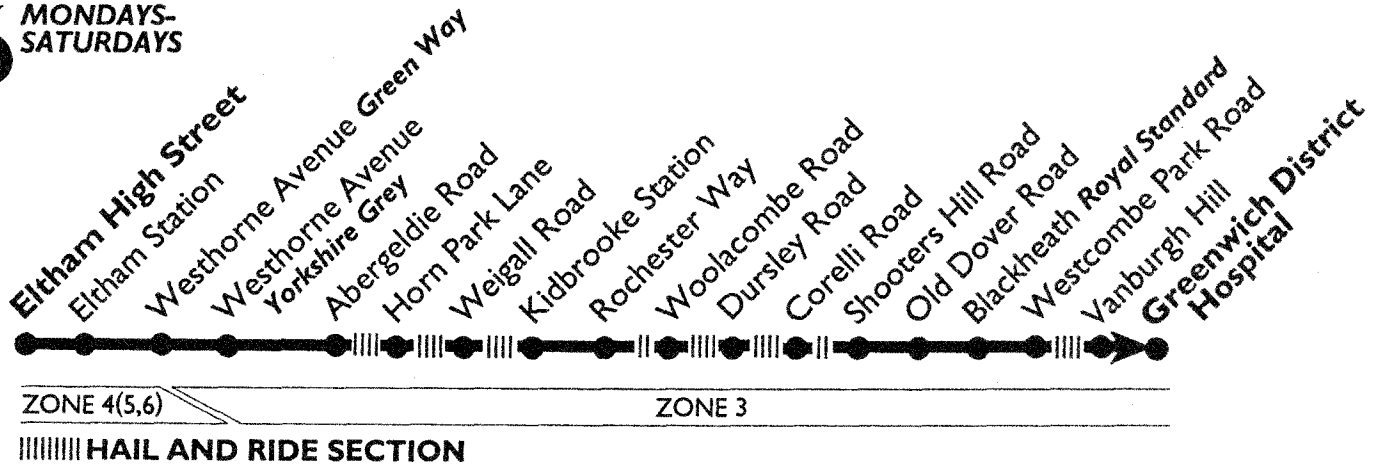 MONDAYS-
SATURDAYS
Eltham High Street
Eltham Station
Westhorne Avenue Green Way
Westhorne Avenue
Yorkshire Grey
Abergeldie Road
Horn Park Lane
Weigall Road
Kidbrooke Station
Rochester Way
Woolacombe Road
Dursley Road
Corelli Road
Shooters Hill Road
Old Dover Road
Blackheath Royal Standard
Westcombe Park Road
Vanburgh Hill
Greenwich District
Hospital
ZONE 4(5,6)
ZONE 3
HAIL AND RIDE SECTION